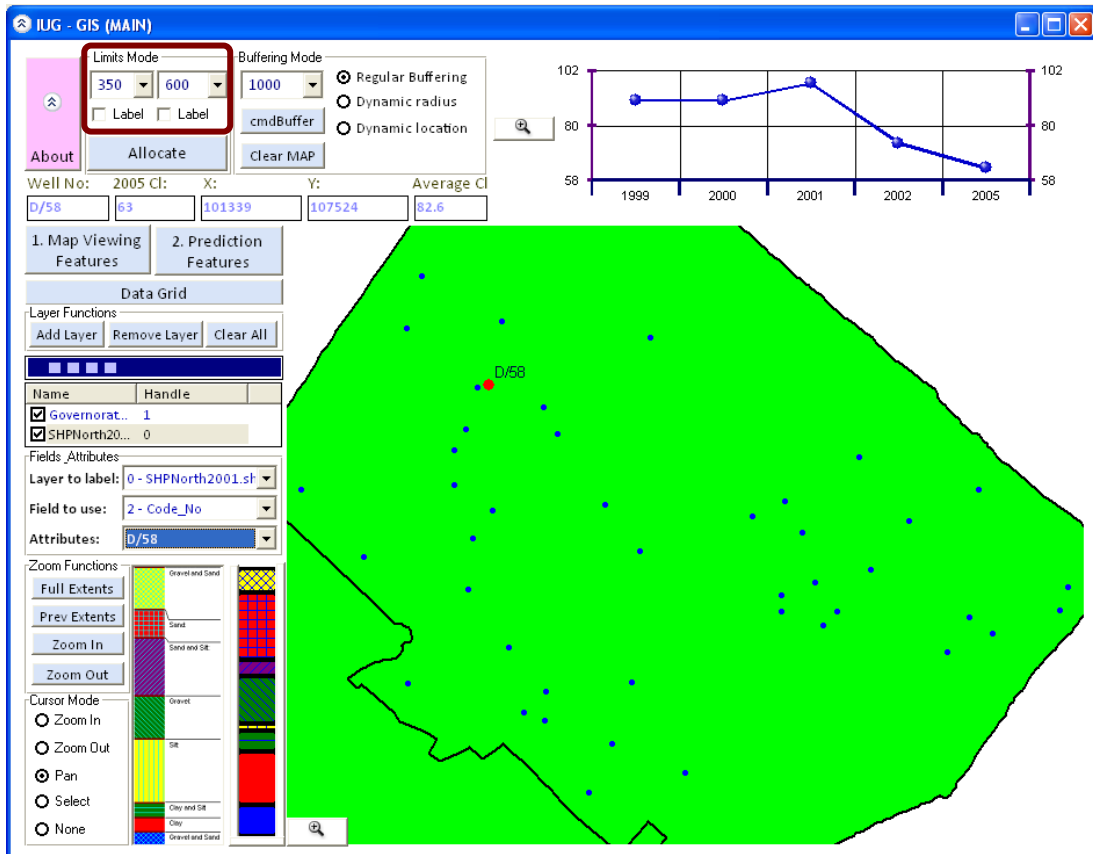 IUG - GIS (MAIN)
Limits Mode
350 600
Label Label
Allocate
About
Buffering Mode
1000
cmdBuffer
Clear MAP
Regular Buffering
Dynamic radius
Dynamic location
102 102
80 80
58 58
1999 2000 2001 2002 2005
Well No: 2005 Cl: X: Y: Average Cl
D/58 63 101339 107524 82.6
1. Map Viewing Features
2. Prediction Features
Data Grid
Layer Functions
Add Layer Remove Layer Clear All
Name Handle
Governorat... 1
SHPNorth20... 0
Fields_Attributes
Layer to label: 0 - SHPNorth2001.sh
Field to use: 2 - Code_No
Attributes: D/58
D/58
Zoom Functions
Full Extents
Prev Extents
Zoom In
Zoom Out
Cursor Mode
Zoom In
Zoom Out
Pan
Select
None
Gravel and Sand
Sand
Sand and Silt
Gravel
Silt
Clay and Silt
Clay
Gravel and Sand